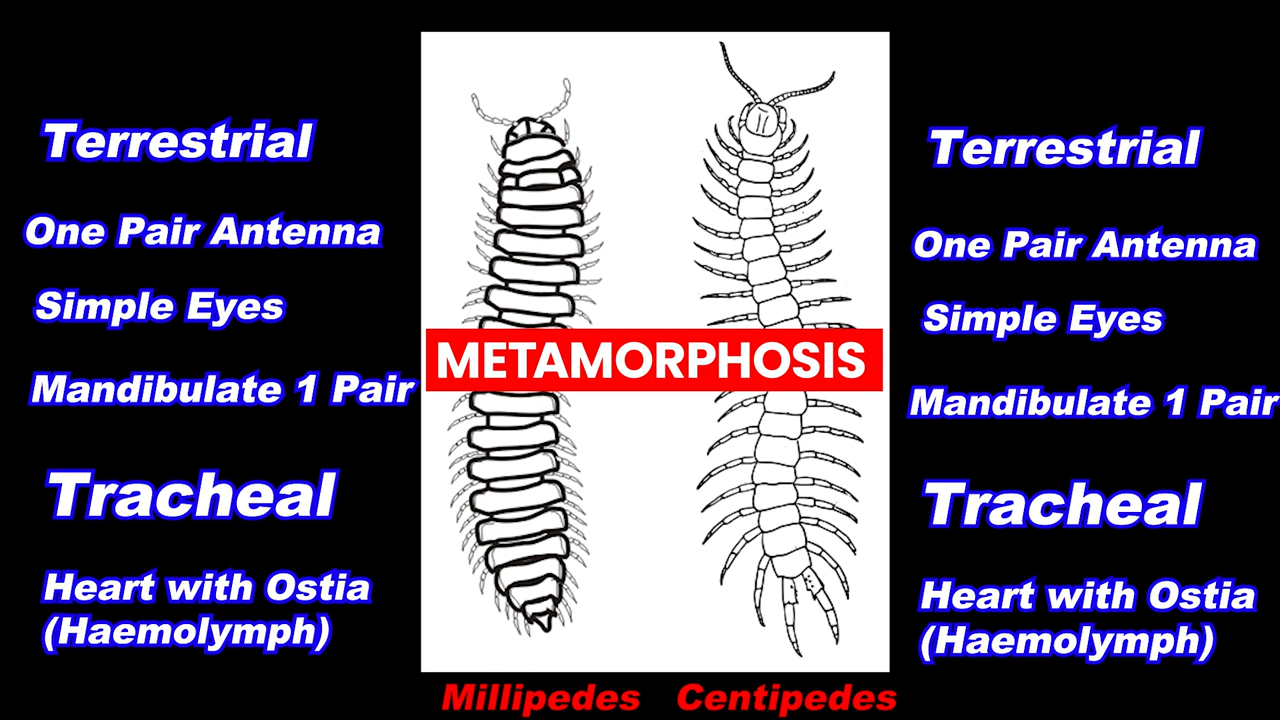 Terrestrial
One Pair Antenna
Simple Eyes
Mandibulate 1 Pair
Tracheal
Heart with Ostia
(Haemolymph)
METAMORPHOSIS
Millipedes
Centipedes
Terrestrial
One Pair Antenna
Simple Eyes
Mandibulate 1 Pair
Tracheal
Heart with Ostia
(Haemolymph)